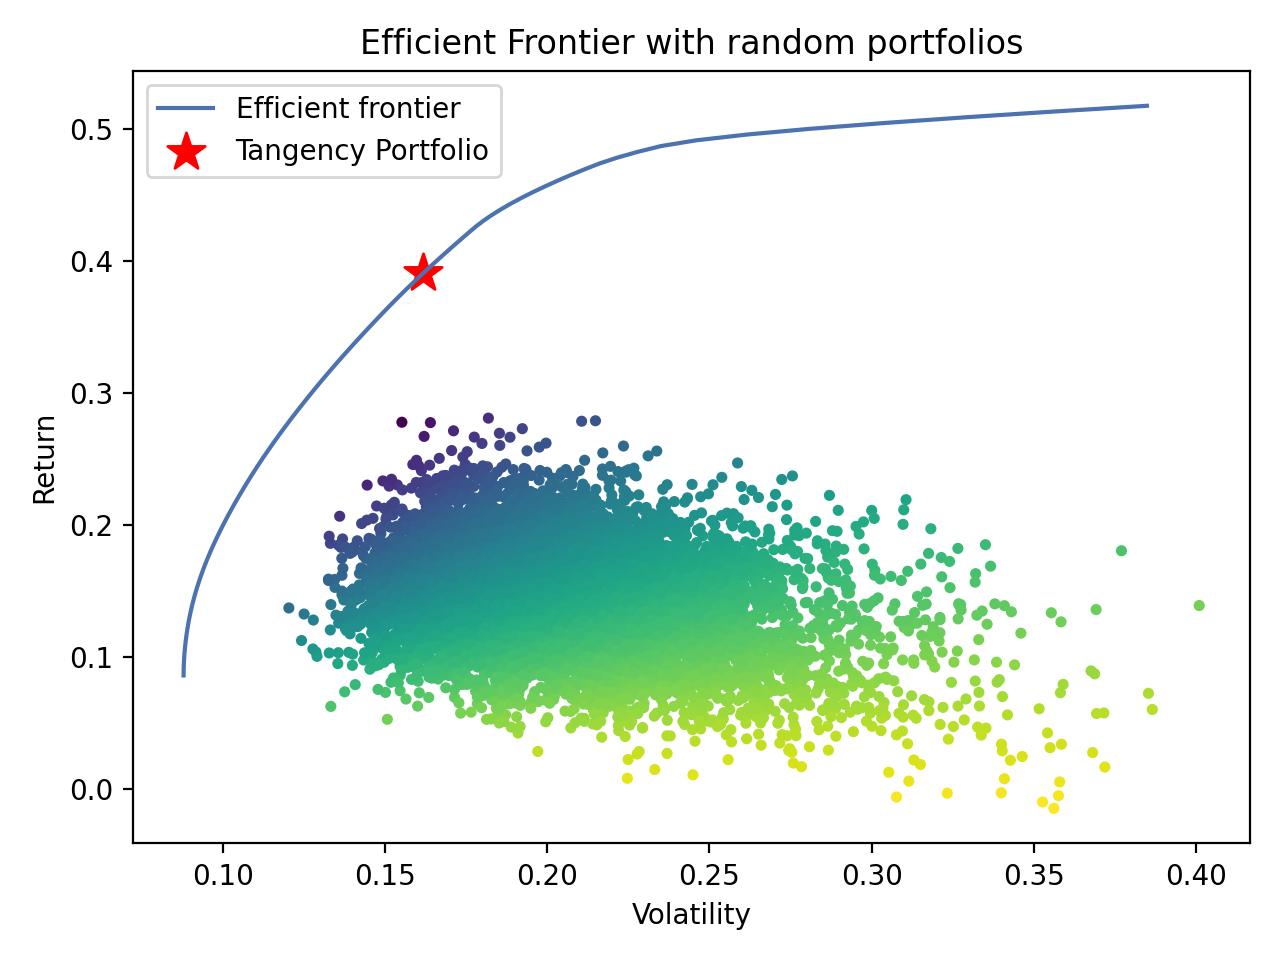 Efficient Frontier with random portfolios
Efficient frontier
Tangency Portfolio
Return
0.5
0.4
0.3
0.2
0.1
0.0
0.10 0.15 0.20 0.25 0.30 0.35 0.40
Volatility